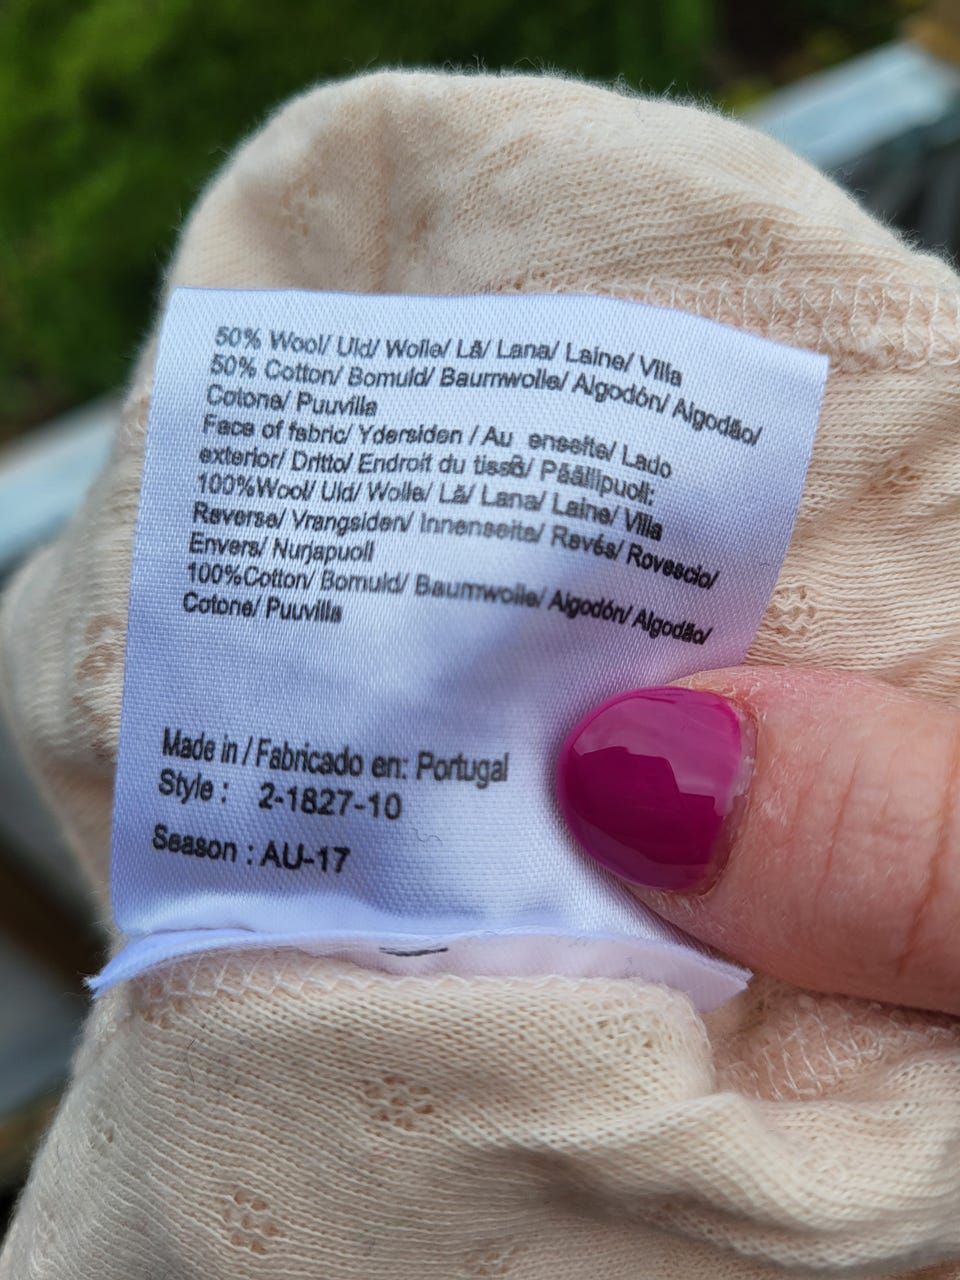 50% Wool/ Uld/ Wolle/ Lã/ Lana/ Laine/ Villa
50% Cotton/ Bomuld/ Baumwolle/ Algodón/ Algodão/
Cotone/ Puuvilla
Face of fabric/ Ydersiden / Au enseite/ Lado
exterior/ Dritto/ Endroit du tissß/ Päällipuoli:
100%Wool/ Uld/ Wolle/ Lã/ Lana/ Laine/ Villa
Reverse/ Vrangsiden/ Innenseite/ Revés/ Rovescio/
Envers/ Nurjapuoli
100%Cotton/ Bomuld/ Baumwolle/ Algodón/ Algodão/
Cotone/ Puuvilla
Made in / Fabricado en: Portugal
Style : 2-1827-10
Season : AU-17